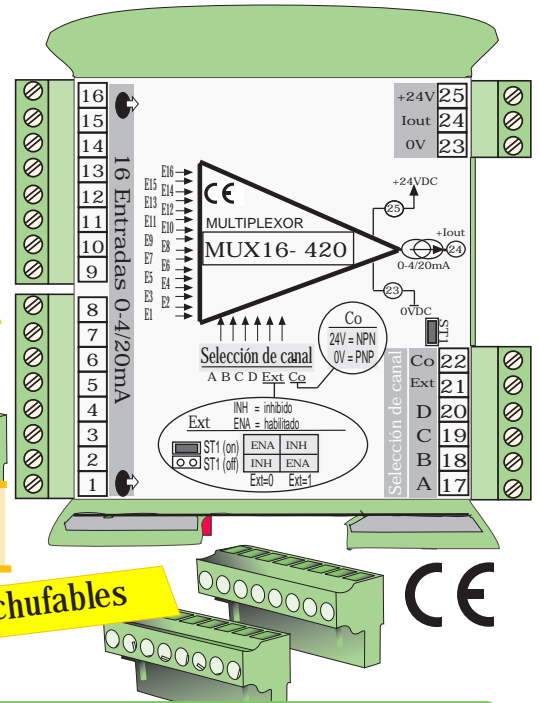 16
15
14
13
12
11
10
9
8
7
6
5
4
3
2
1
16 Entradas 0-4/20mA
E16
E15
E14
E13
E12
E11
E10
E9
E8
E7
E6
E5
E4
E3
E2
E1
CE
MULTIPLEXOR
MUX16- 420
+24V 25
Iout 24
0V 23
+24VDC
25
+Iout
24
0-4/20mA
23
0VDC
ST1
Co
24V = NPN
0V = PNP
Selección de canal
A B C D Ext Co
INH = inhibido
Ext ENA = habilitado
ST1 (on) ENA INH
ST1 (off) INH ENA
Ext=0 Ext=1
Selección de canal
Co 22
Ext 21
D 20
C 19
B 18
A 17
chufables
CE